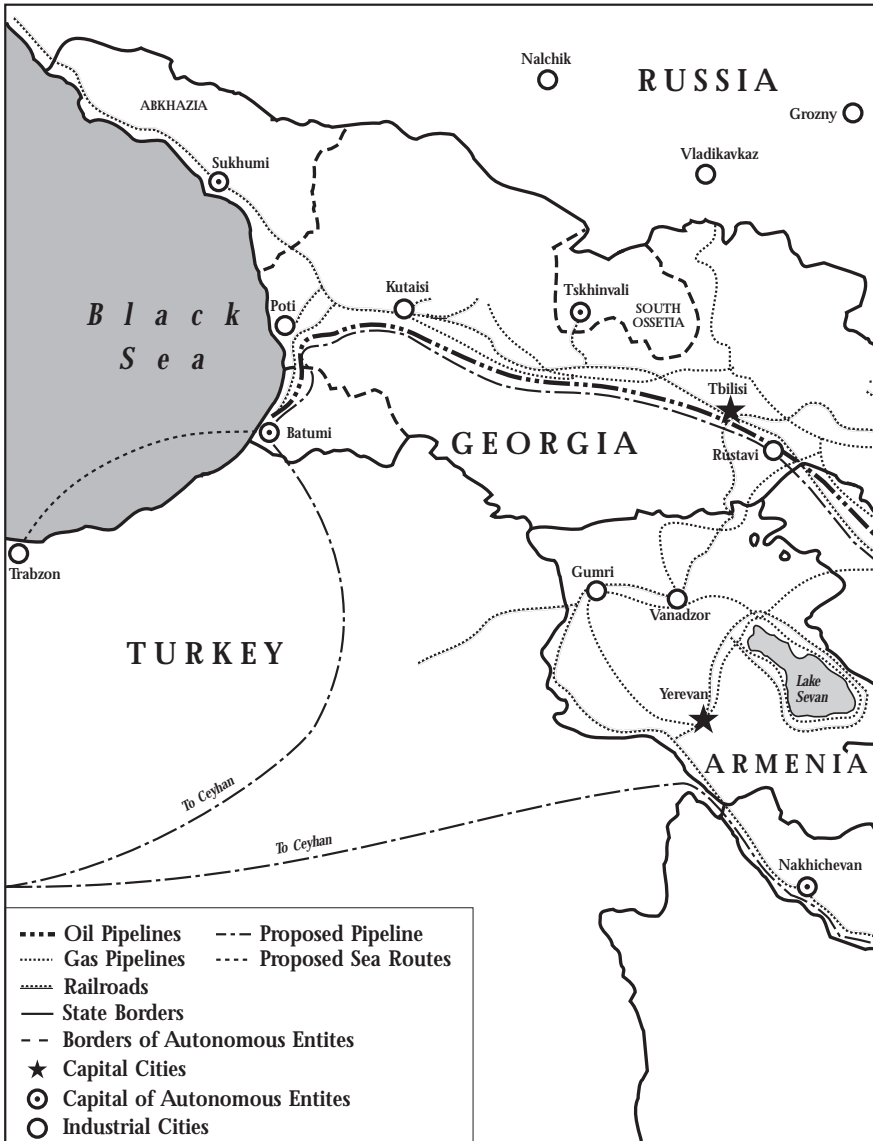 Nalchik
RUSSIA
ABKHAZIA
Grozny
Vladikavkaz
Sukhumi
Kutaisi
Tskhinvali
Poti
SOUTH
OSSETIA
Black
Sea
Tbilisi
Batumi
GEORGIA
Rustavi
Trabzon
Gumri
Vanadzor
TURKEY
Lake
Sevan
Yerevan
ARMENIA
To Ceyhan
To Ceyhan
Nakhichevan
Oil Pipelines
Proposed Pipeline
Gas Pipelines
Proposed Sea Routes
Railroads
State Borders
Borders of Autonomous Entites
Capital Cities
Capital of Autonomous Entites
Industrial Cities